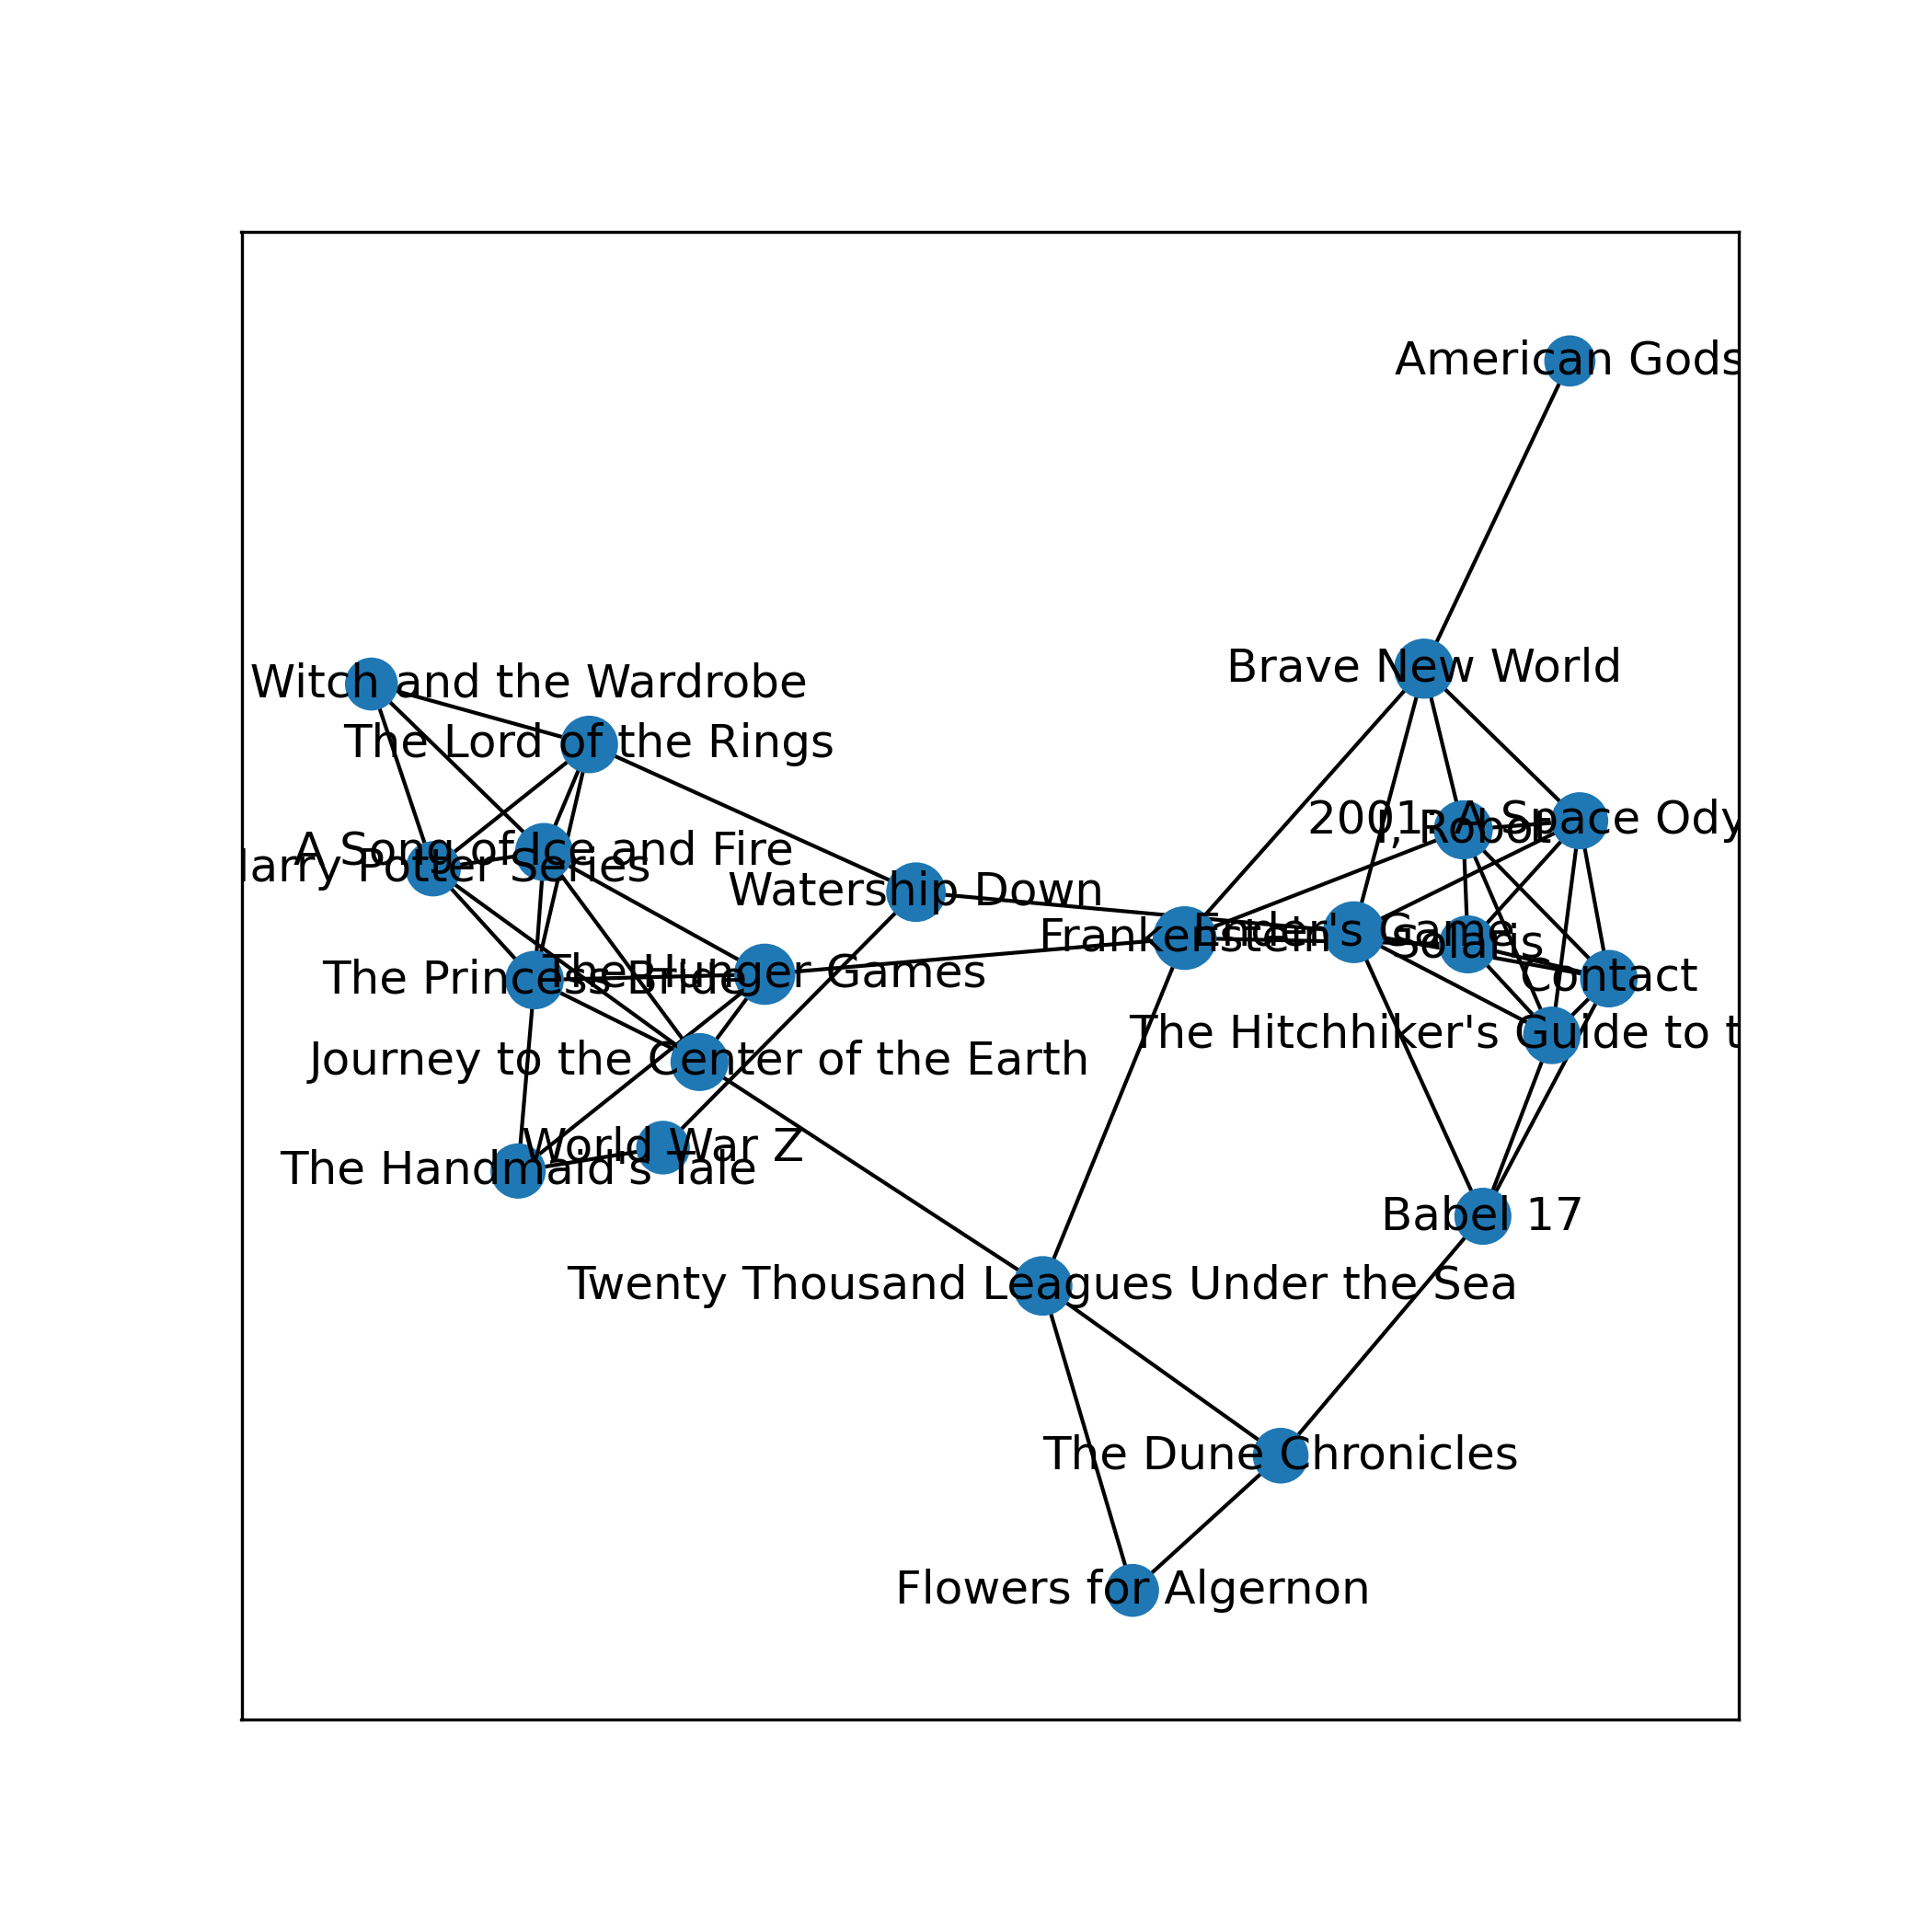 American Gods
Brave New World
Witch and the Wardrobe
The Lord of the Rings
2001: A Space Ody
I, Robot
A Song of Ice and Fire
Harry Potter Series
Watership Down
Frankenstein
Ender's Game
Solaris
The Hunger Games
The Princess Bride
Contact
The Hitchhiker's Guide to t
Journey to the Center of the Earth
World War Z
The Handmaid's Tale
Babel 17
Twenty Thousand Leagues Under the Sea
The Dune Chronicles
Flowers for Algernon